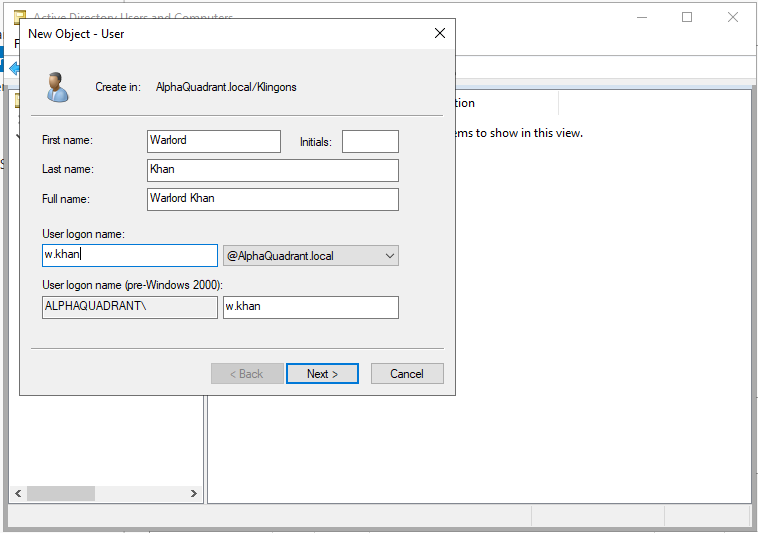 Active Directory Users and Computers
New Object - User
Create in: AlphaQuadrant.local/Klingons
First name: Warlord Initials:
Last name: Khan
Full name: Warlord Khan
User logon name:
w.khan @AlphaQuadrant.local
User logon name (pre-Windows 2000):
ALPHAQUADRANT\ w.khan
< Back Next > Cancel
tion
ems to show in this view.